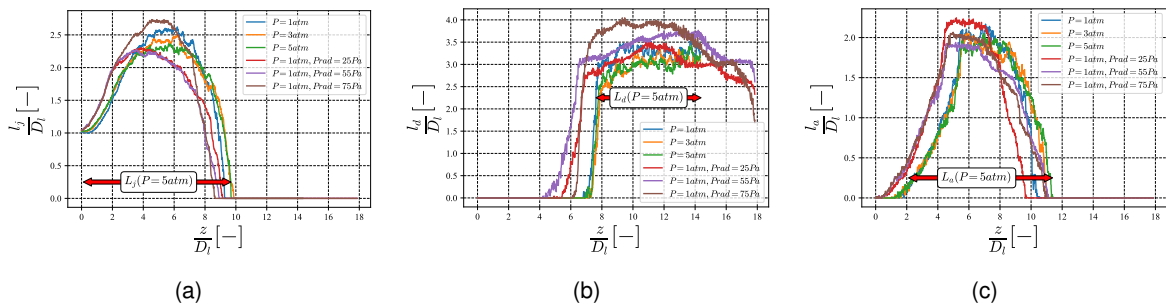 (a)
l_j/D_l [−]
2.5
2.0
1.5
1.0
0.5
0.0
P = 1atm
P = 3atm
P = 5atm
P = 1atm, Prad = 25Pa
P = 1atm, Prad = 55Pa
P = 1atm, Prad = 75Pa
L_j(P = 5atm)
0 2 4 6 8 10 12 14 16 18
z/D_l [−]
(b)
l_d/D_l [−]
4.0
3.5
3.0
2.5
2.0
1.5
1.0
0.5
0.0
L_d(P = 5atm)
P = 1atm
P = 3atm
P = 5atm
P = 1atm, Prad = 25Pa
P = 1atm, Prad = 55Pa
P = 1atm, Prad = 75Pa
0 2 4 6 8 10 12 14 16 18
z/D_l [−]
(c)
l_a/D_l [−]
2.0
1.5
1.0
0.5
0.0
P = 1atm
P = 3atm
P = 5atm
P = 1atm, Prad = 25Pa
P = 1atm, Prad = 55Pa
P = 1atm, Prad = 75Pa
L_a(P = 5atm)
0 2 4 6 8 10 12 14 16 18
z/D_l [−]
(a)
(b)
(c)